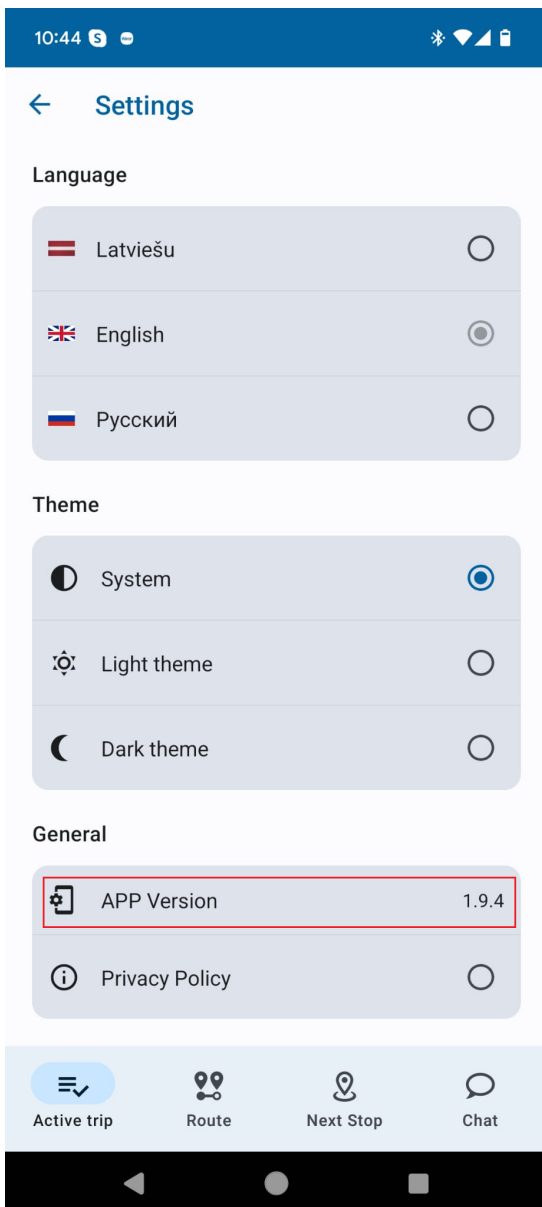 10:44 S
Settings
Language
Latviešu
English
Русский
Theme
System
Light theme
Dark theme
General
APP Version 1.9.4
Privacy Policy
Active trip Route Next Stop Chat